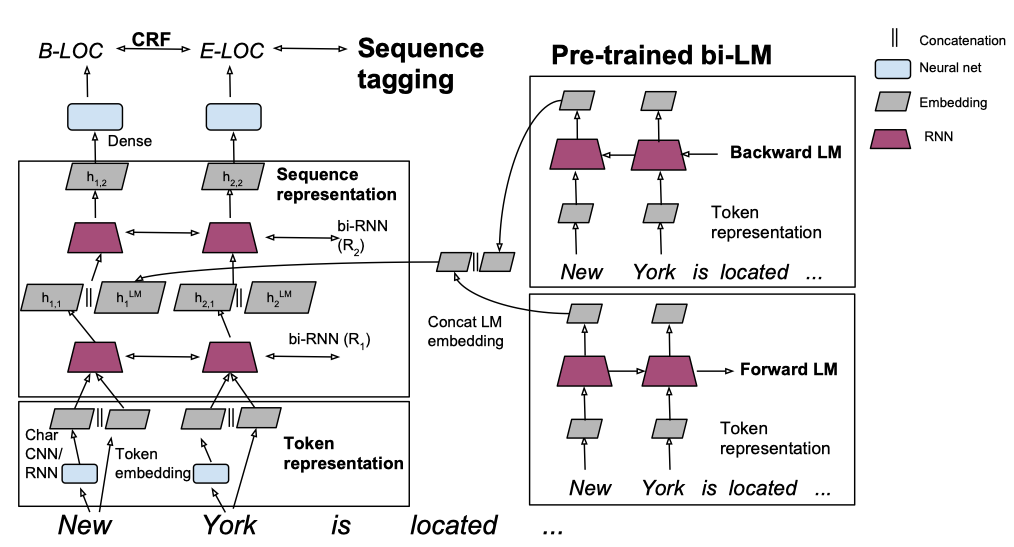 B-LOC CRF E-LOC Sequence
tagging
Dense
h1,2 h2,2 Sequence
representation
bi-RNN
(R2)
h1,1 || h1LM h2,1 || h2LM
bi-RNN (R1)
Char
CNN/
RNN
||
Token
embedding
||
Token
representation
New York is located ...
||
Concat LM
embedding
Pre-trained bi-LM
Backward LM
Token
representation
New York is located ...
Forward LM
Token
representation
New York is located ...
|| Concatenation
Neural net
Embedding
RNN